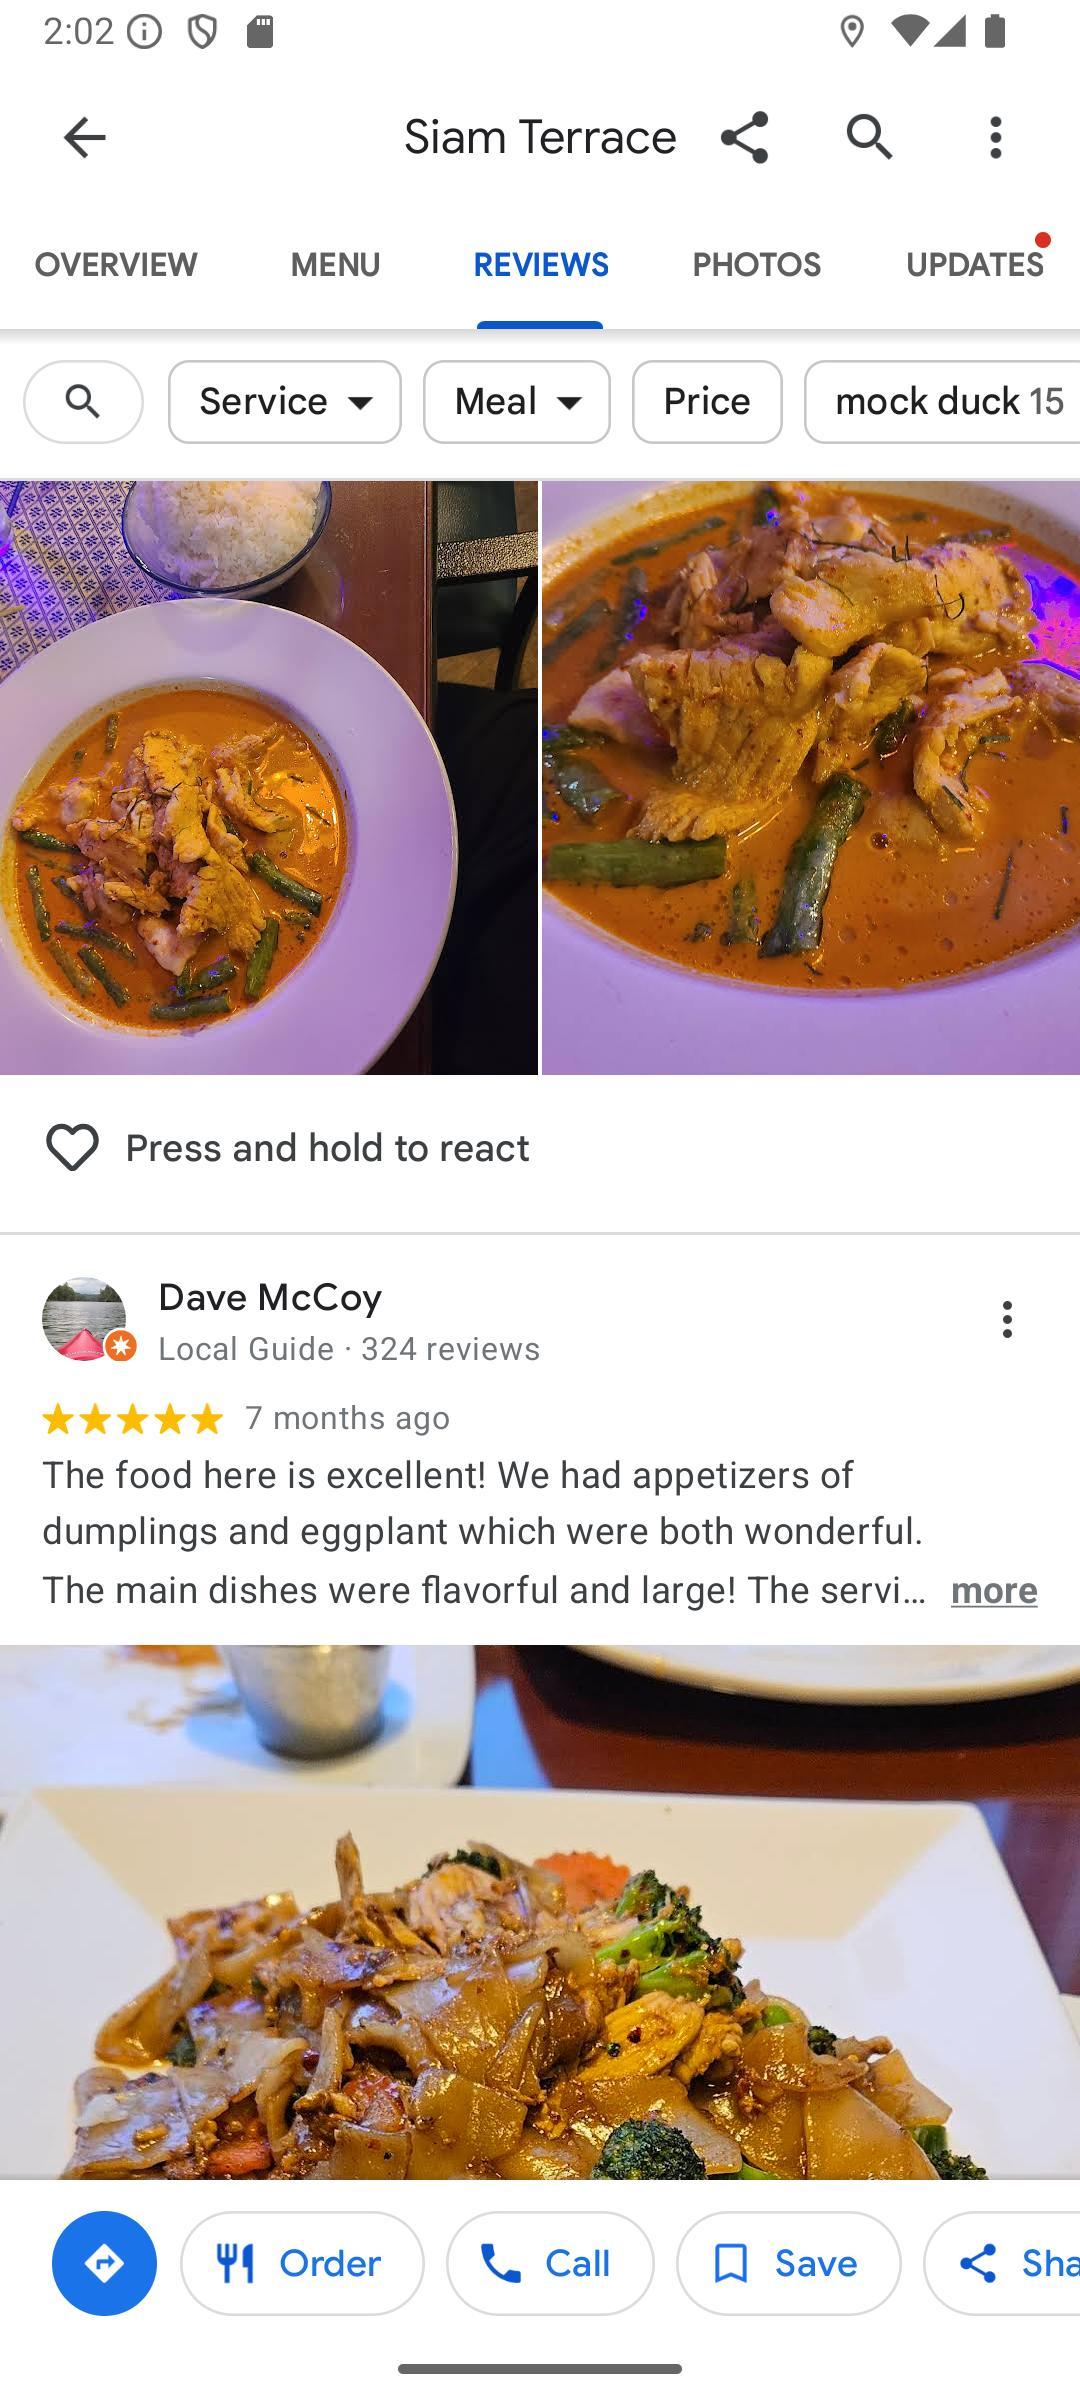 2:02
Siam Terrace
OVERVIEW MENU REVIEWS PHOTOS UPDATES
Service Meal Price mock duck 15
Press and hold to react
Dave McCoy
Local Guide · 324 reviews
7 months ago
The food here is excellent! We had appetizers of
dumplings and eggplant which were both wonderful.
The main dishes were flavorful and large! The servi... more
Order Call Save Sha